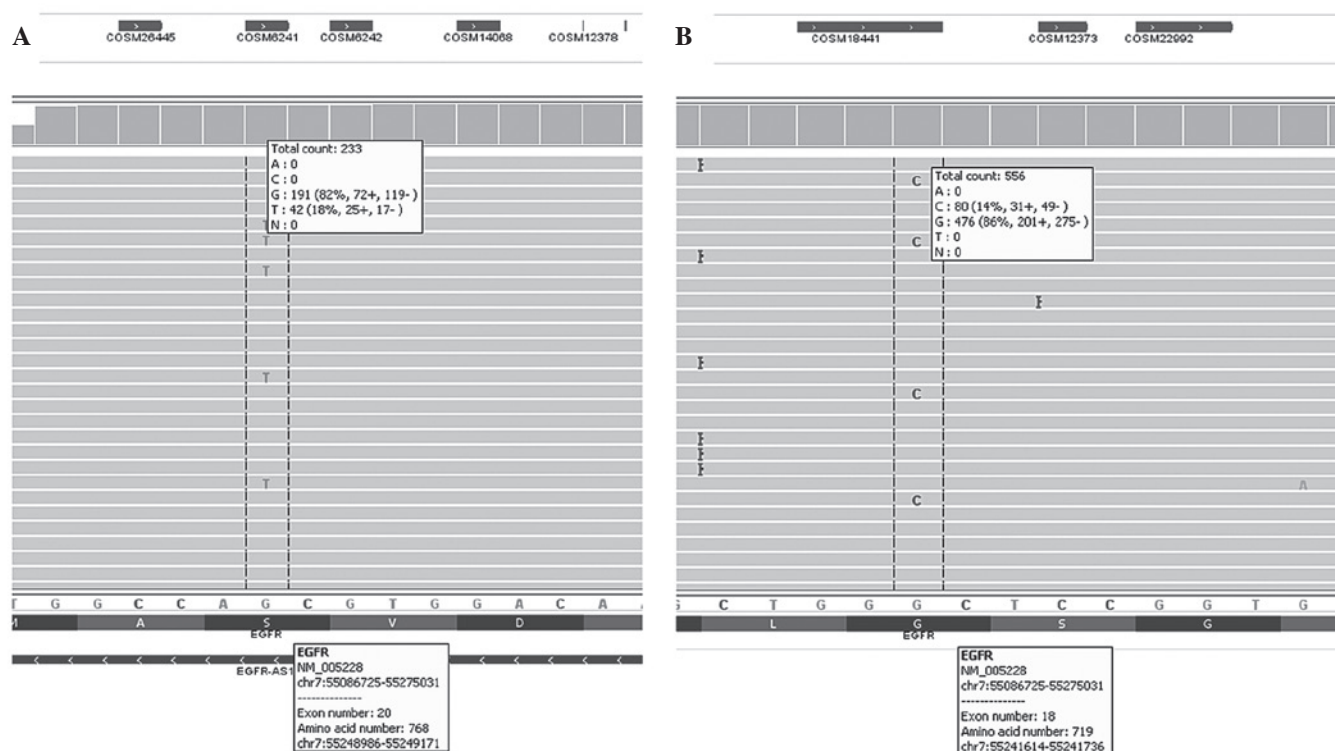 A
COSM26445 COSM6241 COSM6242 COSM14068 COSM12378
Total count: 233
A : 0
C : 0
G : 191 (82%, 72+, 119- )
T : 42 (18%, 25+, 17- )
N : 0
T
T
T
T
T G G C C A G C G T G G A C A
A S V D
EGFR
EGFR-AS1
EGFR
NM_005228
chr7:55086725-55275031
--------------
Exon number: 20
Amino acid number: 768
chr7:55248986-55249171
B
COSM18441 COSM12373 COSM22992
Total count: 556
A : 0
C : 80 (14%, 31+, 49- )
G : 476 (86%, 201+, 275- )
T : 0
N : 0
C
C
C
A
C
G C T G G G C T C C G G T G
L G S G
EGFR
EGFR
NM_005228
chr7:55086725-55275031
--------------
Exon number: 18
Amino acid number: 719
chr7:55241614-55241736